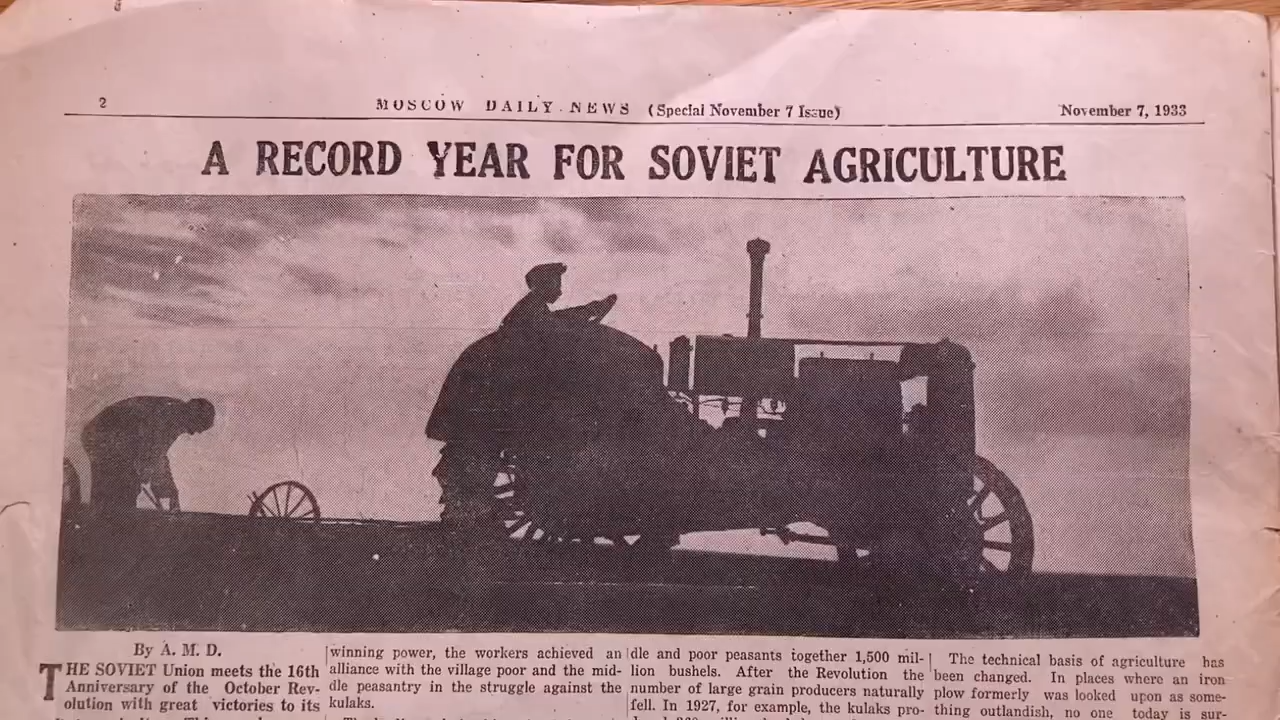 2
MOSCOW DAILY NEWS (Special November 7 Issue)
November 7, 1933
A RECORD YEAR FOR SOVIET AGRICULTURE
By A. M. D.
THE SOVIET Union meets the 16th
Anniversary of the October Rev-
olution with great victories to its
winning power, the workers achieved an
alliance with the village poor and the mid-
dle peasantry in the struggle against the
kulaks.
dle and poor peasants together 1,500 mil-
lion bushels. After the Revolution the
number of large grain producers naturally
fell. In 1927, for example, the kulaks pro-
The technical basis of agriculture has
been changed. In places where an iron
plow formerly was looked upon as some-
thing outlandish, no one today is sur-